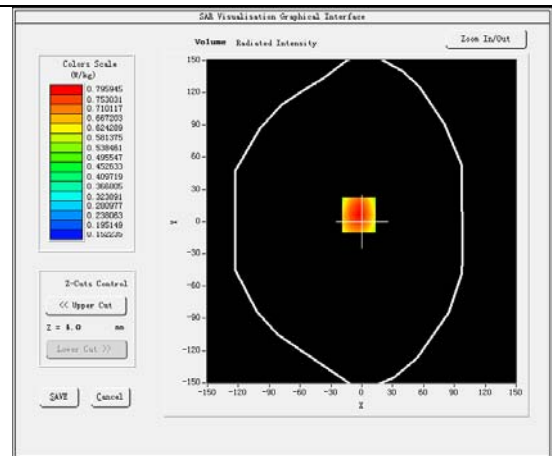 SAR Visualisation Graphical Interface
Volume Radiated Intensity
Zoom In/Out
Colors Scale
(W/kg)
0.795945
0.753031
0.710117
0.667203
0.624289
0.581375
0.538461
0.495547
0.452633
0.409719
0.366805
0.323891
0.280977
0.238063
0.195149
0.152235
150
120
90
60
30
0
-30
-60
-90
-120
-150
Y
-150 -120 -90 -60 -30 0 30 60 90 120 150
X
Z-Cuts Control
<< Upper Cut
Z = 4.0 mm
Lower Cut >>
SAVE Cancel